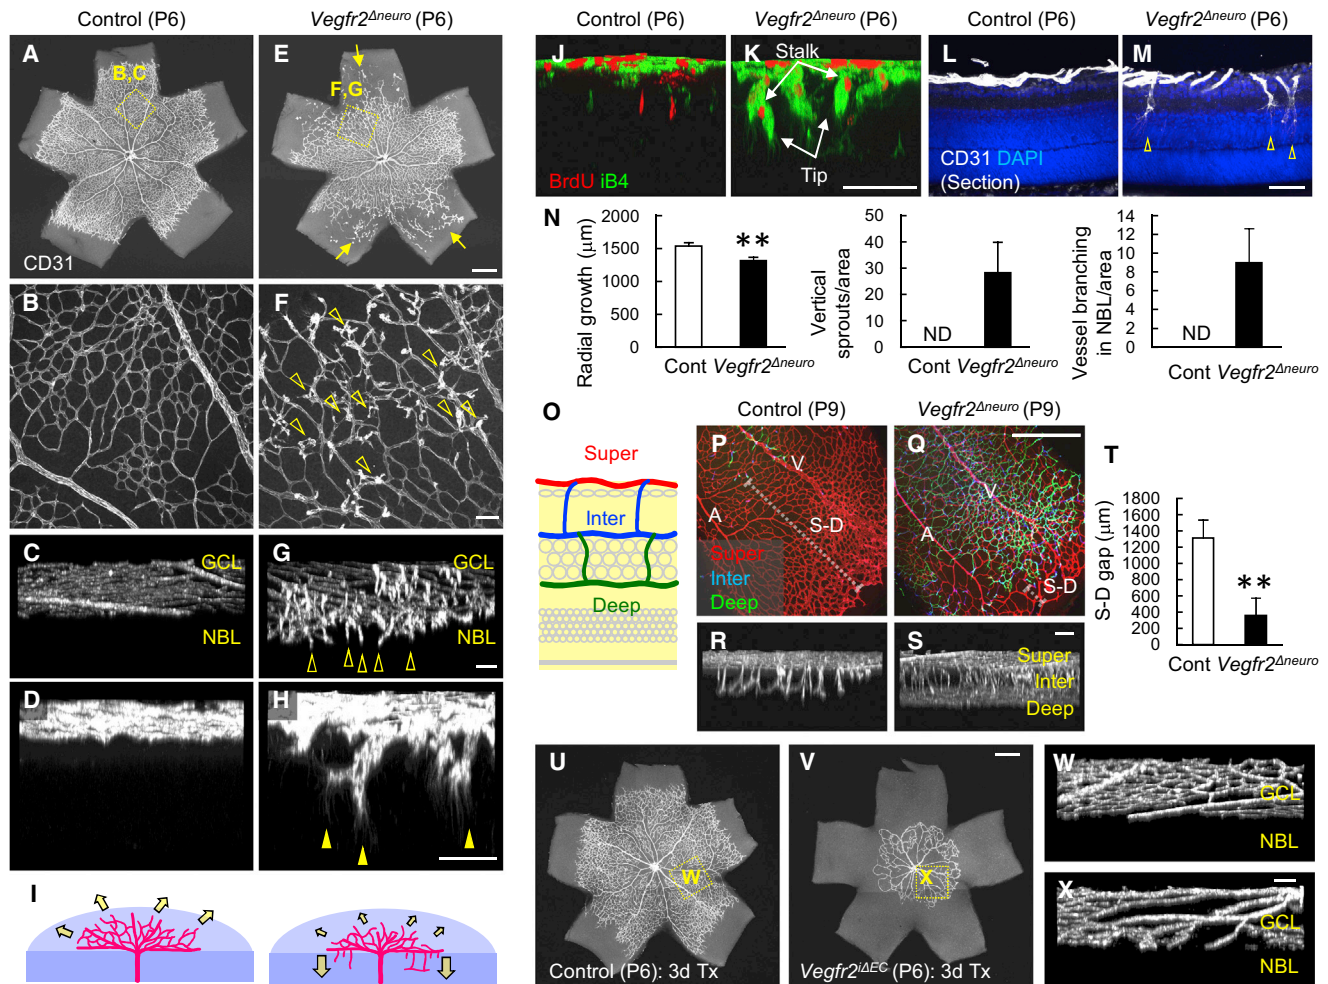 Control (P6)
Vegfr2Δneuro (P6)
Control (P6)
Vegfr2Δneuro (P6)
Control (P6)
Vegfr2Δneuro (P6)
A
B,C
CD31
E
F,G
J
BrdU iB4
K
Stalk
Tip
L
CD31 DAPI
(Section)
M
B
F
N
Radial growth (μm)
2000
1500
1000
500
0
**
Cont Vegfr2Δneuro
Vertical
sprouts/area
50
40
30
20
10
0
ND
Cont Vegfr2Δneuro
Vessel branching
in NBL/area
14
12
10
8
6
4
2
0
ND
Cont Vegfr2Δneuro
C
GCL
NBL
G
GCL
NBL
D
H
I
O
Super
Inter
Deep
Control (P9)
Vegfr2Δneuro (P9)
P
V
A
S-D
Super
Inter
Deep
Q
V
A
S-D
R
S
Super
Inter
Deep
T
S-D gap (μm)
1800
1600
1400
1200
1000
800
600
400
200
0
**
Cont Vegfr2Δneuro
U
W
Control (P6): 3d Tx
V
X
Vegfr2iΔEC (P6): 3d Tx
W
GCL
NBL
X
GCL
NBL